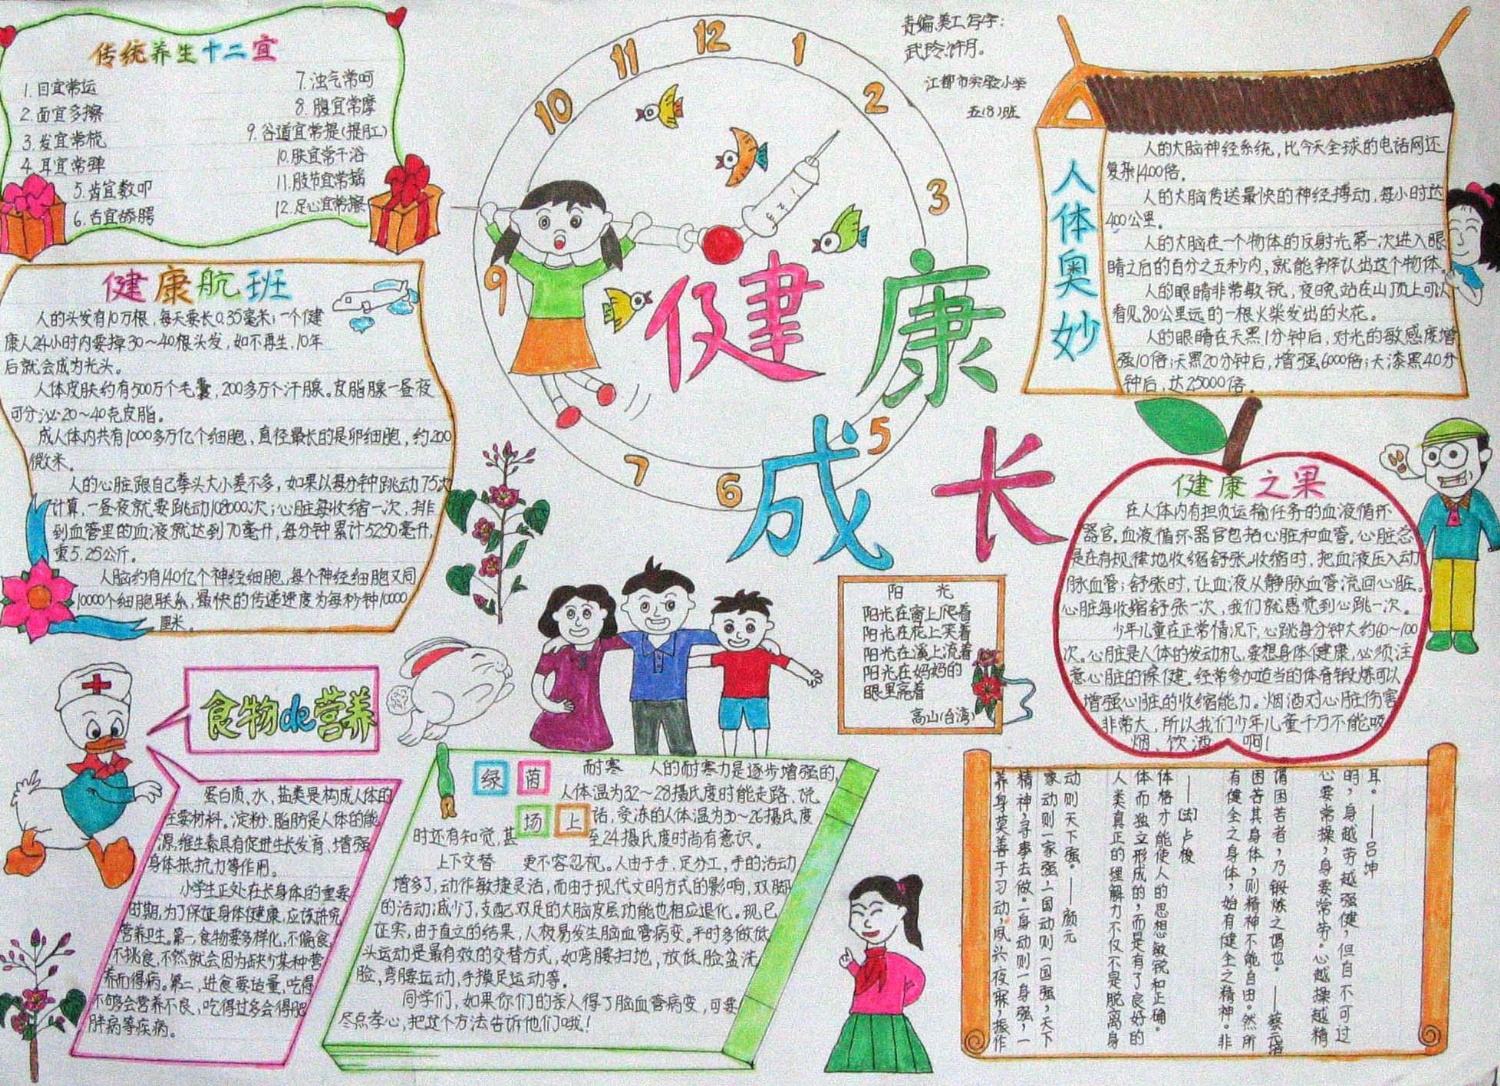 传统养生十二宜
1.日宜常运
2.面宜多擦
3.发宜常梳
4.耳宜常弹
5.齿宜数叩
6.舌宜舔腭
7.浊气常呵
8.腹宜常摩
9.谷道宜常提(提肛)
10.肤宜常干浴
11.肢节宜常摇
12.足心宜常擦
健康航班
人的头发有10万根，每天要长0.35毫米；一个健
康人24小时内要掉30～40根头发，如不再生，10年
后就会成为光头。
人体皮肤约有500万个毛囊，200多万个汗腺。皮脂腺一昼夜
可分泌20～40克皮脂。
成人体内共有1000多万亿个细胞，直径最长的是卵细胞，约200
微米。
人的心脏跟自己拳头大小差不多，如果以每分钟跳动75次
计算，一昼夜就要跳动108000次；心脏每收缩一次，排
到血管里的血液就达到70毫升，每分钟累计5250毫升，
重5.25公斤。
人脑约有140亿个神经细胞，每个神经细胞又同
10000个细胞联系，最快的传递速度为每秒钟10000
厘米。
12
1
2
3
5
6
7
9
10
11
健康
成长
责编、美工、写字：
武玲、许月。
江都市实验小学
五(8)班
人体奥妙
人的大脑神经系统，比今天全球的电话网还
复杂1400倍。
人的大脑传送最快的神经搏动，每小时达
400公里。
人的大脑在一个物体的反射光第一次进入眼
睛之后的百分之五秒内，就能辩认出这个物体。
人的眼睛非常敏锐，夜晚站在山顶上可以
看见80公里远的一根火柴发出的火花。
人的眼睛在天黑1分钟后，对光的敏感度增
强10倍；天黑20分钟后，增强6000倍；天漆黑40分
钟后，达25000倍。
健康之果
在人体内有担负运输任务的血液循环
器官。血液循环器官包括心脏和血管。心脏总
是在有规律地收缩舒张。收缩时，把血液压入动
脉血管；舒张时，让血液从静脉血管流回心脏。
心脏每收缩舒张一次，我们就感觉到心跳一次。
少年儿童在正常情况下，心跳每分钟大约60～100
次。心脏是人体的发动机，要想身体健康，必须注
意心脏的保健。经常参加适当的体育锻炼可以
增强心脏的收缩能力。烟酒对心脏伤害
非常大，所以我们少年儿童千万不能吸
烟、饮酒啊！
阳光
阳光在窗上爬着
阳光在花上笑着
阳光在溪上流着
阳光在妈妈的
眼里亮着
高山(台湾)
食物de营养
蛋白质、水、盐类是构成人体的
主要材料。淀粉、脂肪是人体的能
源，维生素具有促进生长发育，增强
身体抵抗力等作用。
小学生正处在长身体的重要
时期，为了保证身体健康，应该讲究
营养卫生。第一，食物要多样化，不偏食，
不挑食，不然就会因为缺少某种营
养而得病。第二，进食要适量，吃得
不够会营养不良，吃得过多会得肥
胖病等疾病。
绿茵场上
耐寒 人的耐寒力是逐步增强的，
人体温为32～28摄氏度时能走路、说
话，受冻的人体温为30～26摄氏度
时还有知觉，甚至24摄氏度时尚有意识。
上下交替 更不容忽视。人由于手、足分工，手的活动
增多了，动作敏捷灵活，而由于现代文明方式的影响，双脚
的活动减少了，支配双足的大脑皮层功能也相应退化。现已
证实，由于直立的结果，人极易发生脑血管病变。平时多做低
头运动是最有效的交替方式，如弯腰扫地，放低脸盆洗
脸，弯腰运动，手摸足运动等。
同学们，如果你们的亲人得了脑血管病变，可要
尽点孝心，把这个方法告诉他们哦！
养身莫善于习动，夙兴夜寐，振作
精神，寻事去做。一身动则一身强，一
家动则一家强，一国动则一国强，天下
动则天下强。——颜元
人类真正的理解力不仅不是脱离身
体而独立形成的，而是有了良好的
体格才能使人的思想敏锐和正确。
——[法]卢梭
有健全之身体，始有健全之精神。非
困苦其身体，则精神不能自由。然所
谓困苦者，乃锻炼之谓也。——蔡元培
心要常操，身要常劳。心越操越精
明，身越劳越强健，但自不可过
耳。——吕坤